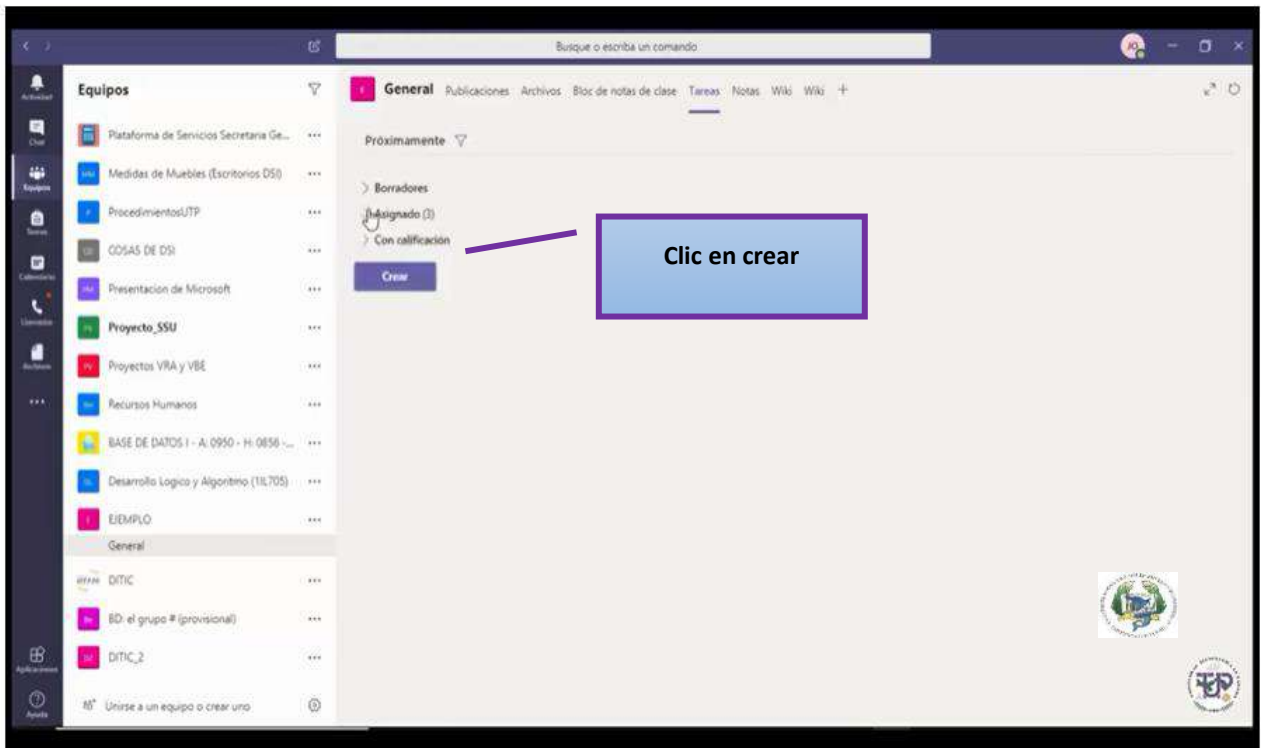 Busque o escriba un comando
JO
Actividad
Chat
Equipos
Tareas
Calendario
Llamadas
Archivos
Aplicaciones
Ayuda
Equipos
Plataforma de Servicios Secretaria Ge...
Medidas de Muebles (Escritorios DSI)
ProcedimientosUTP
COSAS DE DSI
Presentacion de Microsoft
Proyecto_SSU
PV Proyectos VRA y VBE
Recursos Humanos
BASE DE DATOS I - A: 0950 - H: 0856 -...
Desarrollo Logico y Algoritmo (1IL705)
EJEMPLO
General
DITIC
BD: el grupo # (provisional)
DITIC_2
Unirse a un equipo o crear uno
General Publicaciones Archivos Bloc de notas de clase Tareas Notas Wiki Wiki +
Próximamente
Borradores
Asignado (3)
Con calificación
Crear
Clic en crear